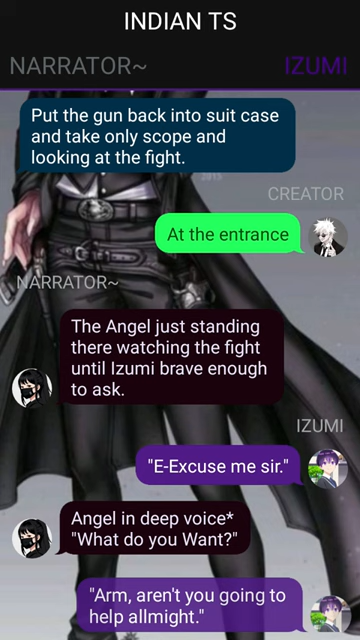 INDIAN TS
NARRATOR~ IZUMI
Put the gun back into suit case
and take only scope and
looking at the fight.
CREATOR
At the entrance
NARRATOR~
The Angel just standing
there watching the fight
until Izumi brave enough
to ask.
IZUMI
"E-Excuse me sir."
Angel in deep voice*
"What do you Want?"
"Arm, aren't you going to
help allmight."